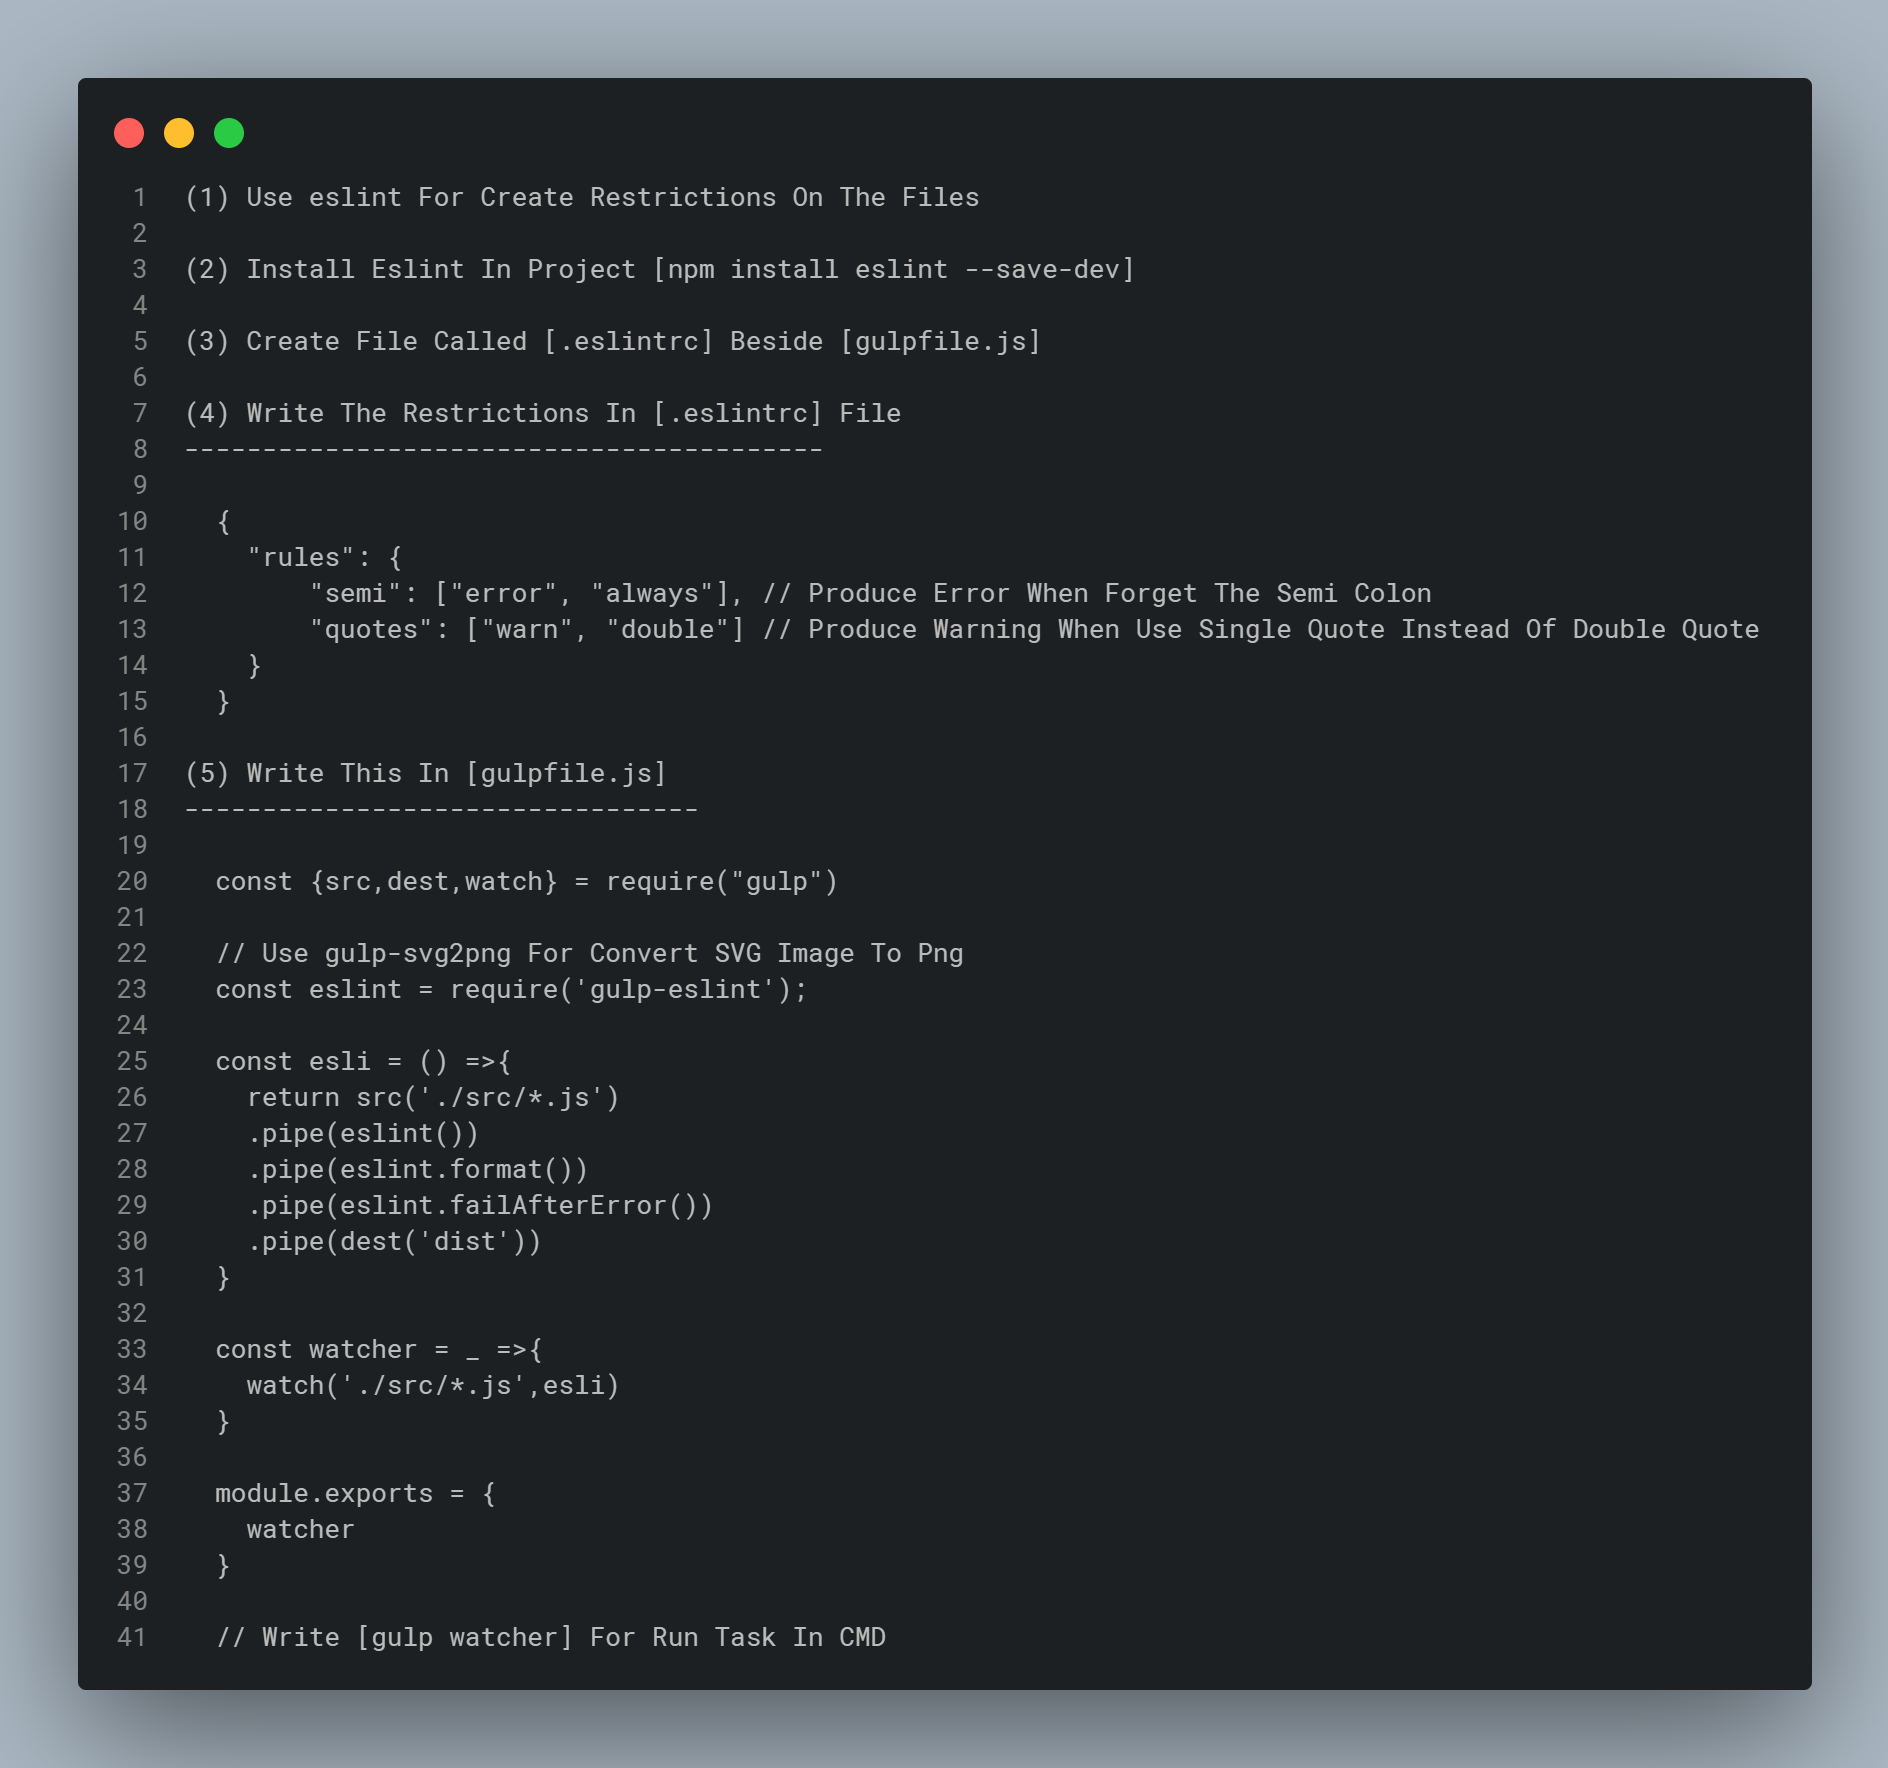 1 (1) Use eslint For Create Restrictions On The Files
2
3 (2) Install Eslint In Project [npm install eslint --save-dev]
4
5 (3) Create File Called [.eslintrc] Beside [gulpfile.js]
6
7 (4) Write The Restrictions In [.eslintrc] File
8 -----------------------------------------
9
10   {
11     "rules": {
12         "semi": ["error", "always"], // Produce Error When Forget The Semi Colon
13         "quotes": ["warn", "double"] // Produce Warning When Use Single Quote Instead Of Double Quote
14     }
15   }
16
17 (5) Write This In [gulpfile.js]
18 ---------------------------------
19
20   const {src,dest,watch} = require("gulp")
21
22   // Use gulp-svg2png For Convert SVG Image To Png
23   const eslint = require('gulp-eslint');
24
25   const esli = () =>{
26     return src('./src/*.js')
27     .pipe(eslint())
28     .pipe(eslint.format())
29     .pipe(eslint.failAfterError())
30     .pipe(dest('dist'))
31   }
32
33   const watcher = _ =>{
34     watch('./src/*.js',esli)
35   }
36
37   module.exports = {
38     watcher
39   }
40
41   // Write [gulp watcher] For Run Task In CMD